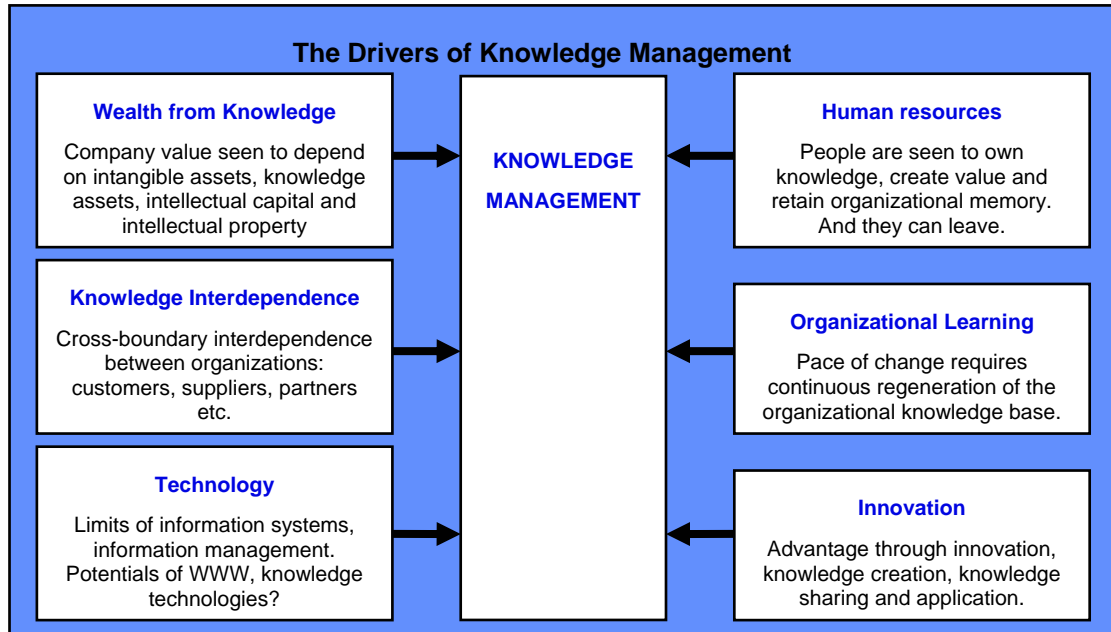 The Drivers of Knowledge Management
Wealth from Knowledge
Company value seen to depend
on intangible assets, knowledge
assets, intellectual capital and
intellectual property
Knowledge Interdependence
Cross-boundary interdependence
between organizations:
customers, suppliers, partners
etc.
Technology
Limits of information systems,
information management.
Potentials of WWW, knowledge
technologies?
KNOWLEDGE
MANAGEMENT
Human resources
People are seen to own
knowledge, create value and
retain organizational memory.
And they can leave.
Organizational Learning
Pace of change requires
continuous regeneration of the
organizational knowledge base.
Innovation
Advantage through innovation,
knowledge creation, knowledge
sharing and application.